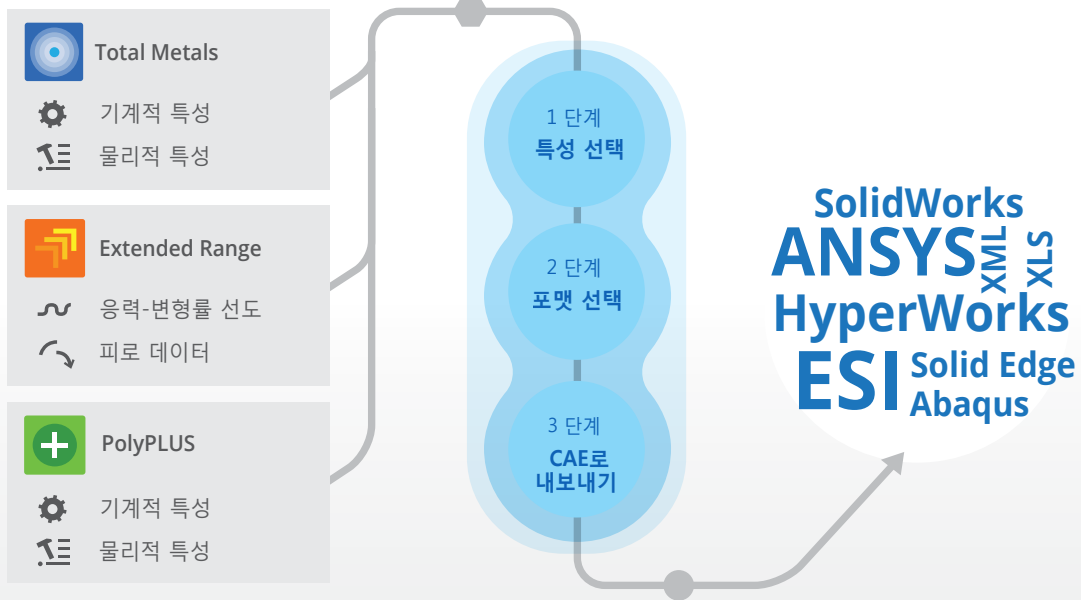 Total Metals
기계적 특성
물리적 특성
Extended Range
응력-변형률 선도
피로 데이터
PolyPLUS
기계적 특성
물리적 특성
1 단계
특성 선택
2 단계
포맷 선택
3 단계
CAE로
내보내기
SolidWorks
ANSYS
XML
XLS
HyperWorks
ESI
Solid Edge
Abaqus